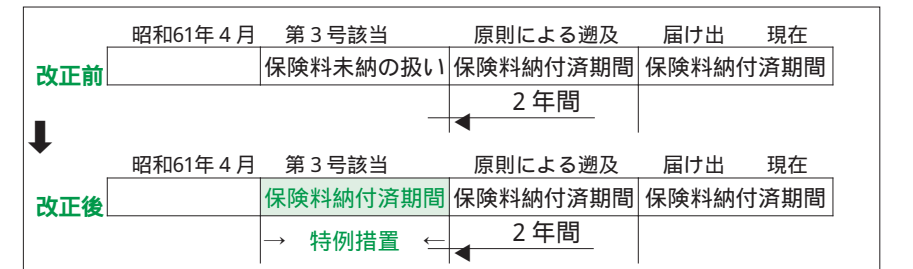 昭和61年４月 第３号該当 原則による遡及 届け出 現在
改正前 保険料未納の扱い 保険料納付済期間 保険料納付済期間
２年間
昭和61年４月 第３号該当 原則による遡及 届け出 現在
改正後 保険料納付済期間 保険料納付済期間 保険料納付済期間
→ 特例措置 ← ２年間